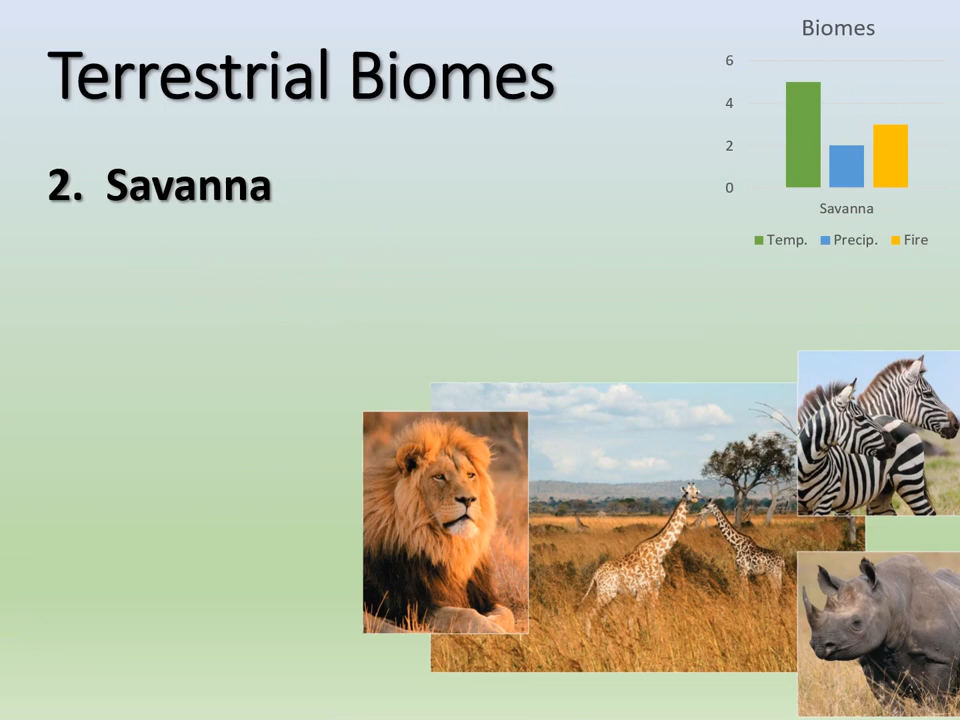 Terrestrial Biomes
2. Savanna
Biomes
6
4
2
0
Savanna
Temp. Precip. Fire